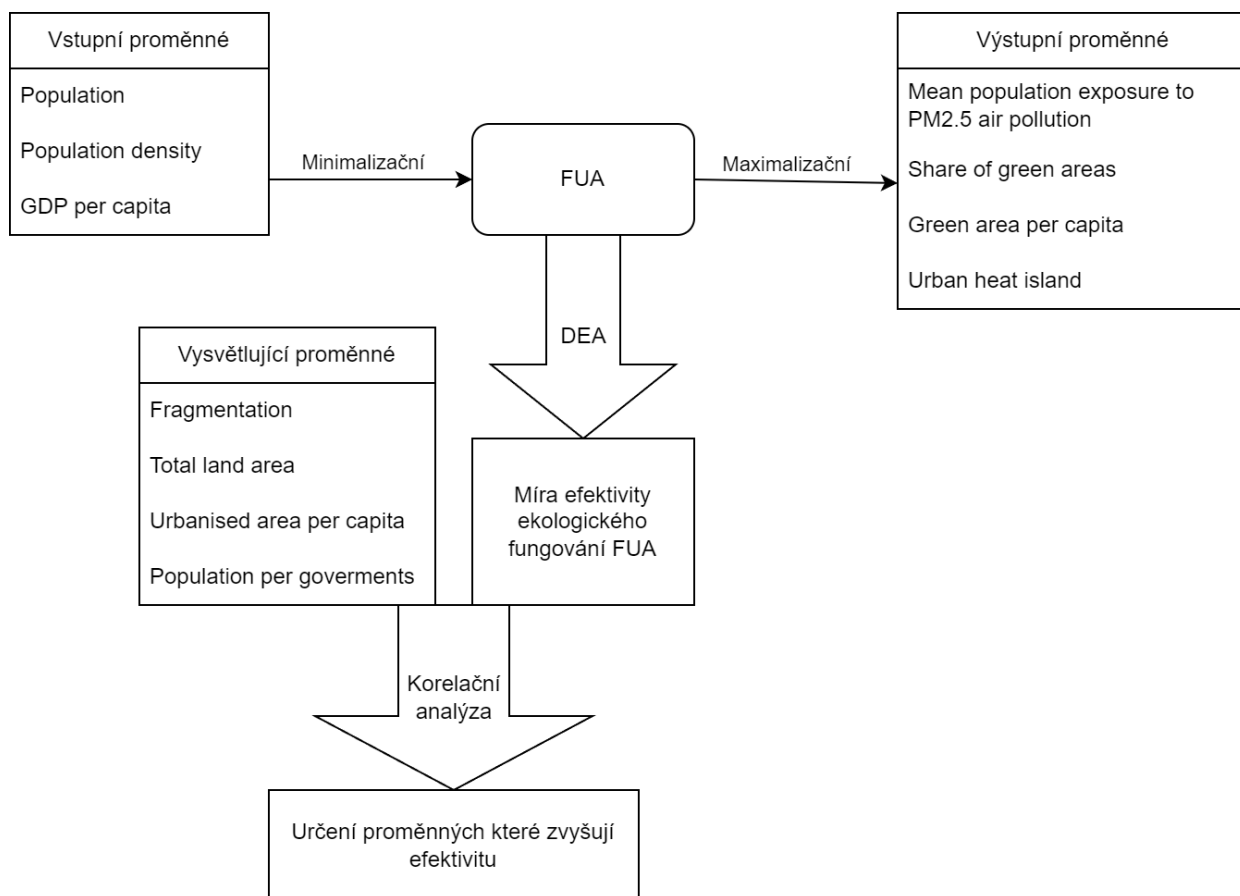 Vstupní proměnné
Population
Population density
GDP per capita
Minimalizační
FUA
Maximalizační
Výstupní proměnné
Mean population exposure to
PM2.5 air pollution
Share of green areas
Green area per capita
Urban heat island
DEA
Vysvětlující proměnné
Fragmentation
Total land area
Urbanised area per capita
Population per goverments
Míra efektivity
ekologického
fungování FUA
Korelační
analýza
Určení proměnných které zvyšují
efektivitu